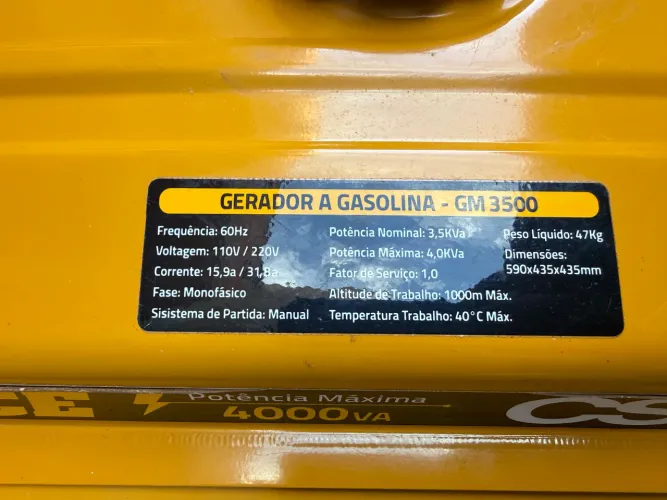 GERADOR A GASOLINA - GM 3500
Frequência: 60Hz
Voltagem: 110V / 220V
Corrente: 15,9a / 31,8a
Fase: Monofásico
Sisistema de Partida: Manual
Potência Nominal: 3,5KVa
Potência Máxima: 4,0KVa
Fator de Serviço: 1,0
Altitude de Trabalho: 1000m Máx.
Temperatura Trabalho: 40°C Máx.
Peso Líquido: 47Kg
Dimensões:
590x435x435mm
Potência Máxima
4000VA